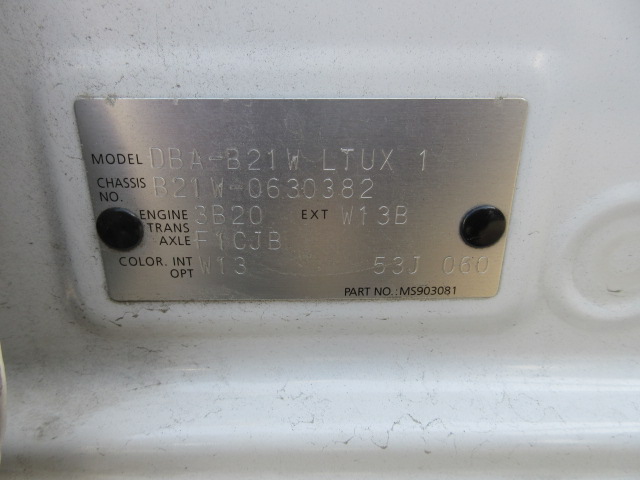 MODEL DBA-B21W LTUX 1
CHASSIS NO. B21W-0630382
ENGINE 3B20 EXT W13B
TRANS AXLE F1CJB
COLOR. INT OPT W13 53J 060
PART NO.:MS903081